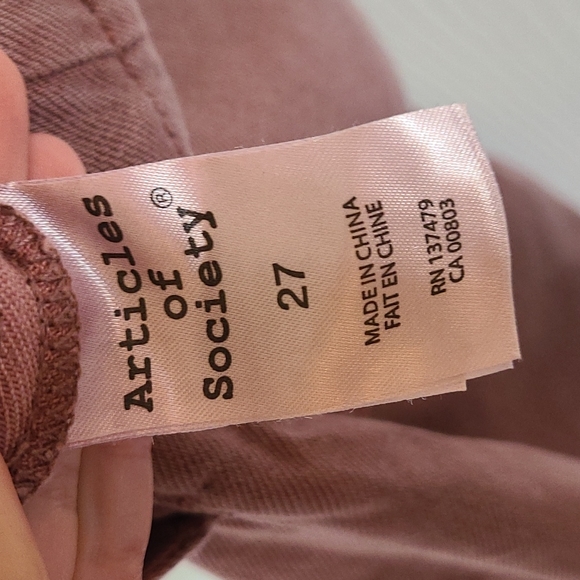 Articles
of
Society®
27
MADE IN CHINA
FAIT EN CHINE
RN 137479
CA 00803